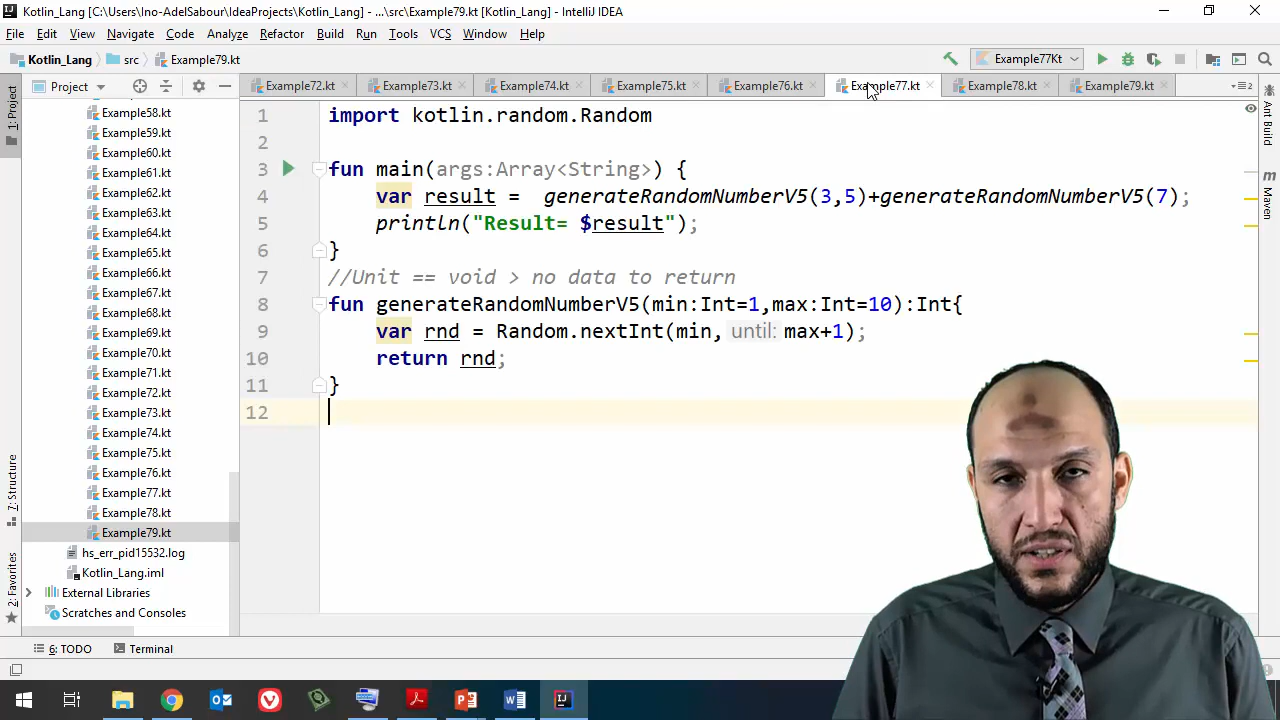 Kotlin_Lang [C:\Users\Ino-AdelSabour\IdeaProjects\Kotlin_Lang] - ...\src\Example79.kt [Kotlin_Lang] - IntelliJ IDEA
File Edit View Navigate Code Analyze Refactor Build Run Tools VCS Window Help
Kotlin_Lang src Example79.kt Example77Kt
Project Example72.kt Example73.kt Example74.kt Example75.kt Example76.kt Example77.kt Example78.kt Example79.kt
1: Project
7: Structure
2: Favorites
Example58.kt
Example59.kt
Example60.kt
Example61.kt
Example62.kt
Example63.kt
Example64.kt
Example65.kt
Example66.kt
Example67.kt
Example68.kt
Example69.kt
Example70.kt
Example71.kt
Example72.kt
Example73.kt
Example74.kt
Example75.kt
Example76.kt
Example77.kt
Example78.kt
Example79.kt
hs_err_pid15532.log
Kotlin_Lang.iml
External Libraries
Scratches and Consoles
1 import kotlin.random.Random
2
3 fun main(args:Array<String>) {
4 var result = generateRandomNumberV5(3,5)+generateRandomNumberV5(7);
5 println("Result= $result");
6 }
7 //Unit == void > no data to return
8 fun generateRandomNumberV5(min:Int=1,max:Int=10):Int{
9 var rnd = Random.nextInt(min, until: max+1);
10 return rnd;
11 }
12
Ant Build
Maven
6: TODO Terminal